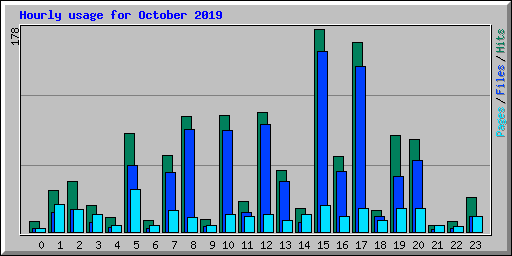 Hourly usage for October 2019
178
Pages/Files/Hits
0 1 2 3 4 5 6 7 8 9 10 11 12 13 14 15 16 17 18 19 20 21 22 23